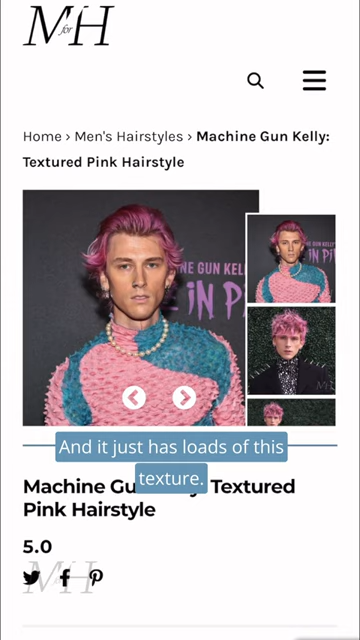 M for H
Home › Men's Hairstyles › Machine Gun Kelly:
Textured Pink Hairstyle
NE GUN KELL
IN P
And it just has loads of this
texture.
Machine Gu Textured
Pink Hairstyle
5.0
MH